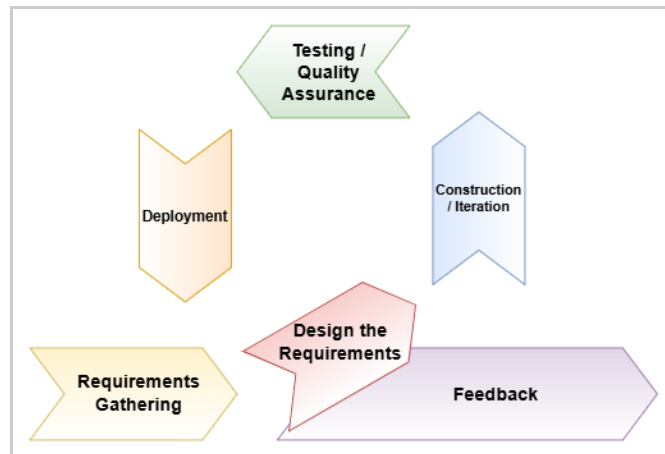 Testing /
Quality
Assurance
Deployment
Construction
/ Iteration
Design the
Requirements
Requirements
Gathering
Feedback